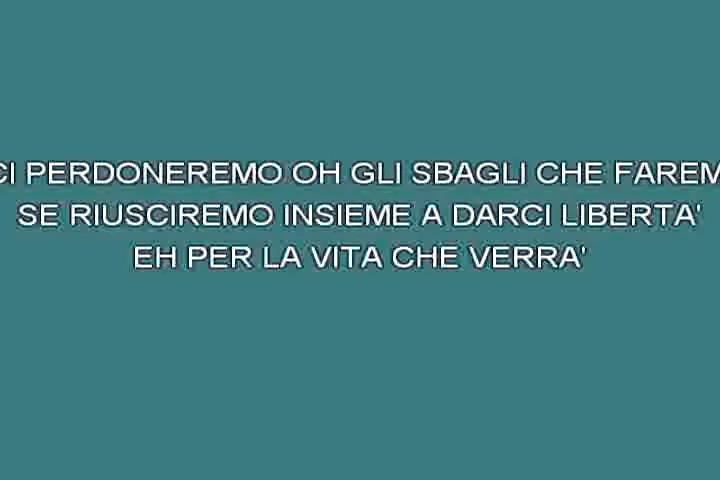 CI PERDONEREMO OH GLI SBAGLI CHE FAREM
SE RIUSCIREMO INSIEME A DARCI LIBERTA'
EH PER LA VITA CHE VERRA'